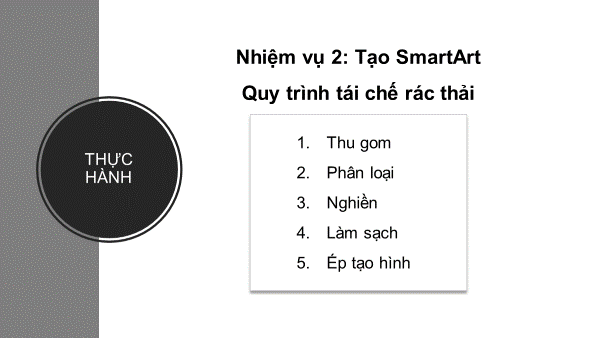 Nhiệm vụ 2: Tạo SmartArt
Quy trình tái chế rác thải
THỰC
HÀNH
1. Thu gom
2. Phân loại
3. Nghiền
4. Làm sạch
5. Ép tạo hình